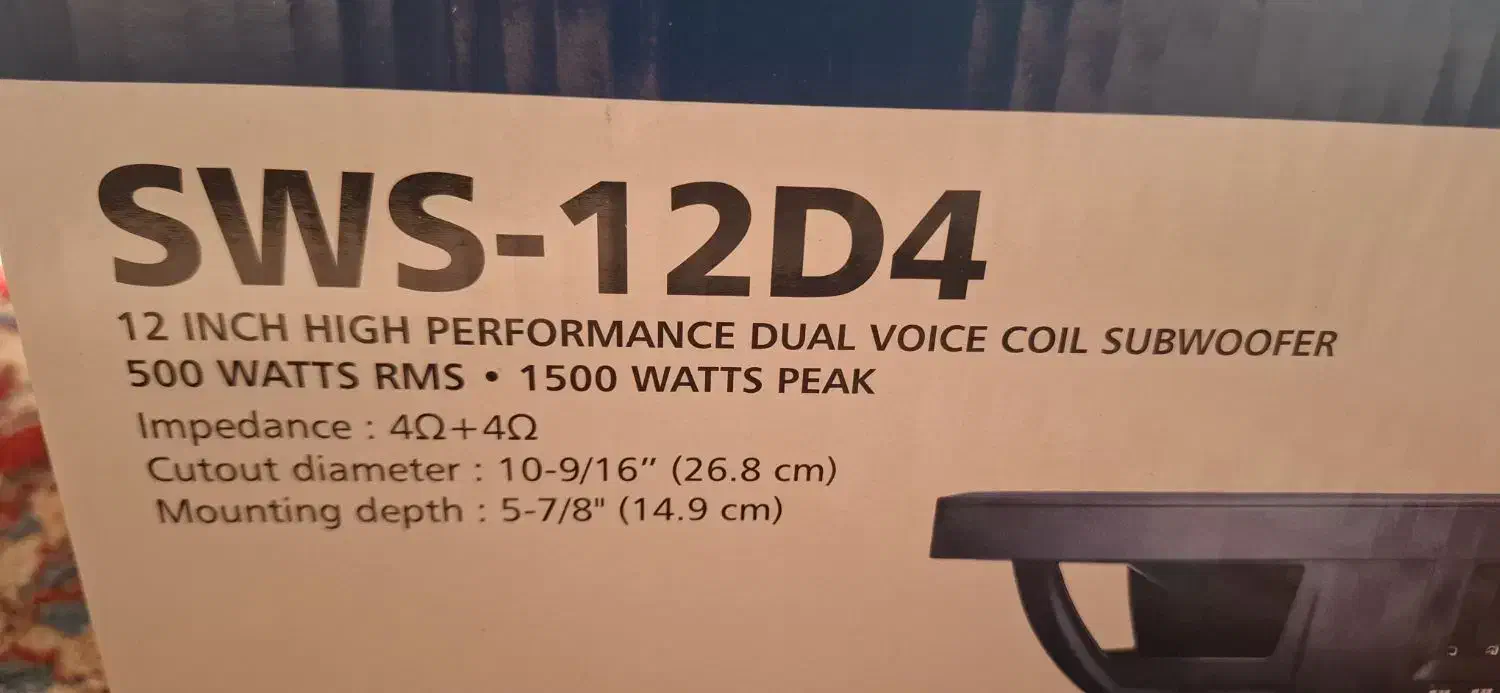 SWS-12D4
12 INCH HIGH PERFORMANCE DUAL VOICE COIL SUBWOOFER
500 WATTS RMS • 1500 WATTS PEAK
Impedance : 4Ω+4Ω
Cutout diameter : 10-9/16” (26.8 cm)
Mounting depth : 5-7/8" (14.9 cm)